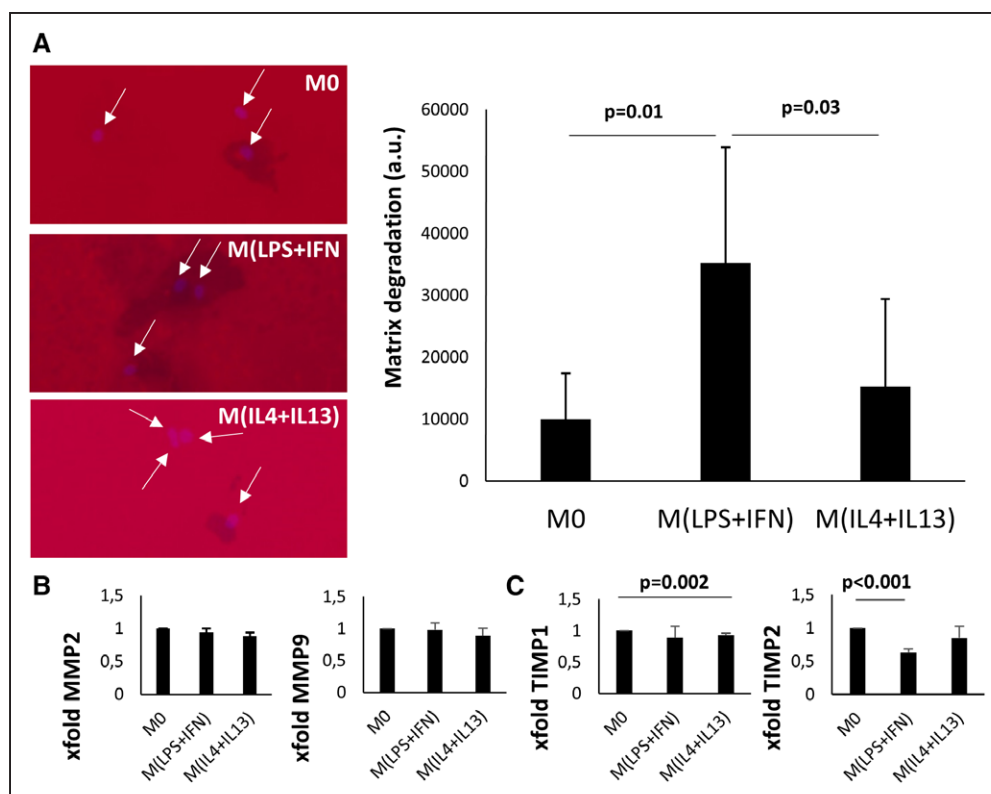 A
M0
M(LPS+IFN
M(IL4+IL13)
Matrix degradation (a.u.)
60000
50000
40000
30000
20000
10000
0
p=0.01
p=0.03
M0
M(LPS+IFN)
M(IL4+IL13)
B
xfold MMP2
1,5
1
0,5
0
M0
M(LPS+IFN)
M(IL4+IL13)
xfold MMP9
1,5
1
0,5
0
M0
M(LPS+IFN)
M(IL4+IL13)
C
xfold TIMP1
p=0.002
1,5
1
0,5
0
M0
M(LPS+IFN)
M(IL4+IL13)
xfold TIMP2
p<0.001
1,5
1
0,5
0
M0
M(LPS+IFN)
M(IL4+IL13)